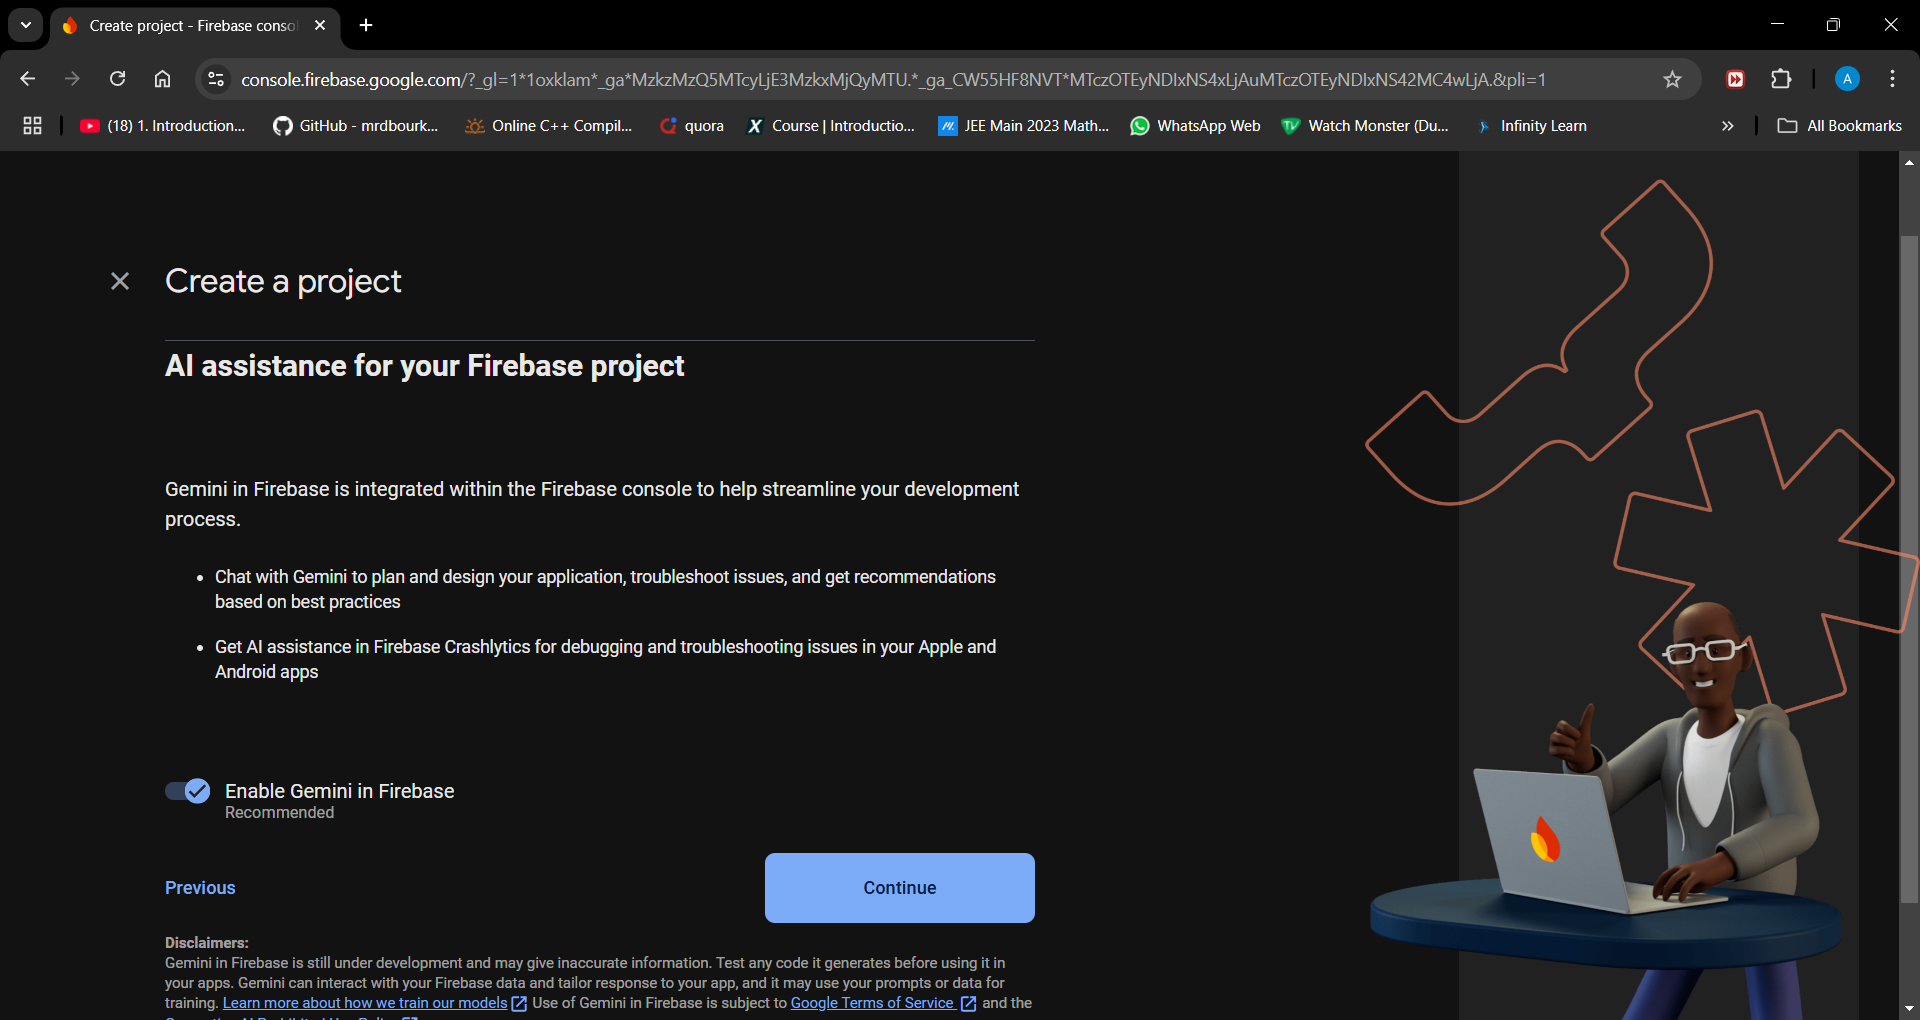 Create project - Firebase conso
console.firebase.google.com/?_gl=1*1oxklam*_ga*MzkzMzQ5MTcyLjE3MzkxMjQyMTU.*_ga_CW55HF8NVT*MTczOTEyNDIxNS4xLjAuMTczOTEyNDIxNS42MC4wLjA.&pli=1
A
(18) 1. Introduction...
GitHub - mrdbourk...
Online C++ Compil...
quora
Course | Introductio...
JEE Main 2023 Math...
WhatsApp Web
Watch Monster (Du...
Infinity Learn
All Bookmarks
Create a project
AI assistance for your Firebase project
Gemini in Firebase is integrated within the Firebase console to help streamline your development
process.
• Chat with Gemini to plan and design your application, troubleshoot issues, and get recommendations
based on best practices
• Get AI assistance in Firebase Crashlytics for debugging and troubleshooting issues in your Apple and
Android apps
Enable Gemini in Firebase
Recommended
Previous
Continue
Disclaimers:
Gemini in Firebase is still under development and may give inaccurate information. Test any code it generates before using it in
your apps. Gemini can interact with your Firebase data and tailor response to your app, and it may use your prompts or data for
training. Learn more about how we train our models Use of Gemini in Firebase is subject to Google Terms of Service and the